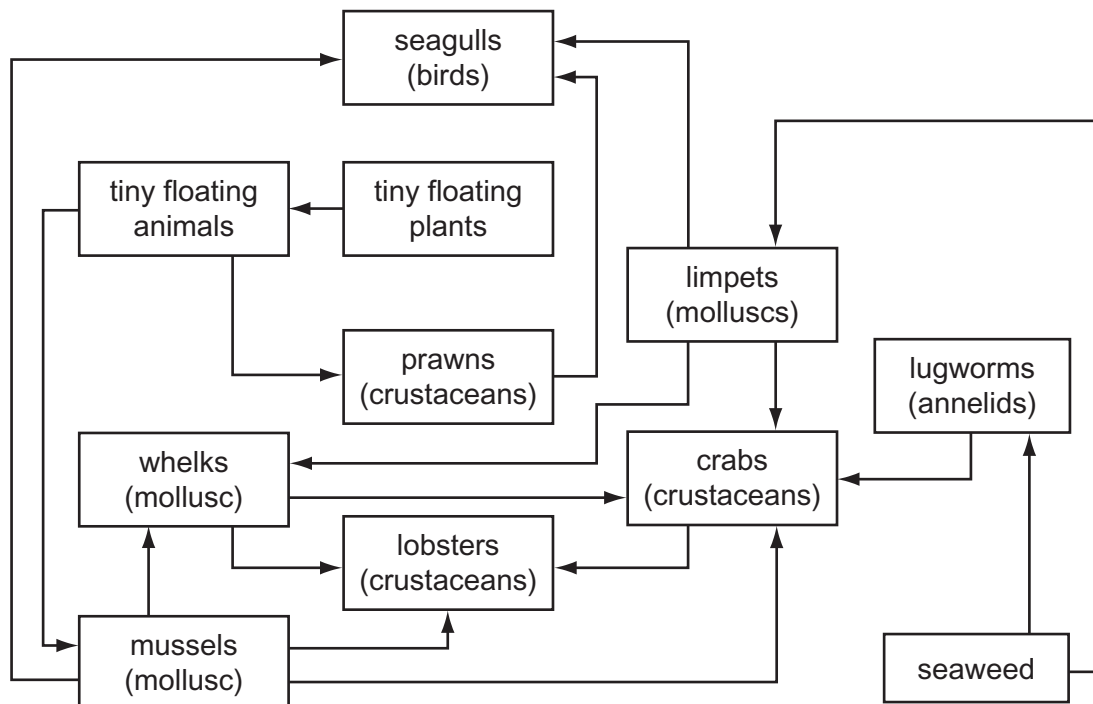 seagulls
(birds)
tiny floating
animals
tiny floating
plants
limpets
(molluscs)
prawns
(crustaceans)
lugworms
(annelids)
whelks
(mollusc)
crabs
(crustaceans)
lobsters
(crustaceans)
mussels
(mollusc)
seaweed